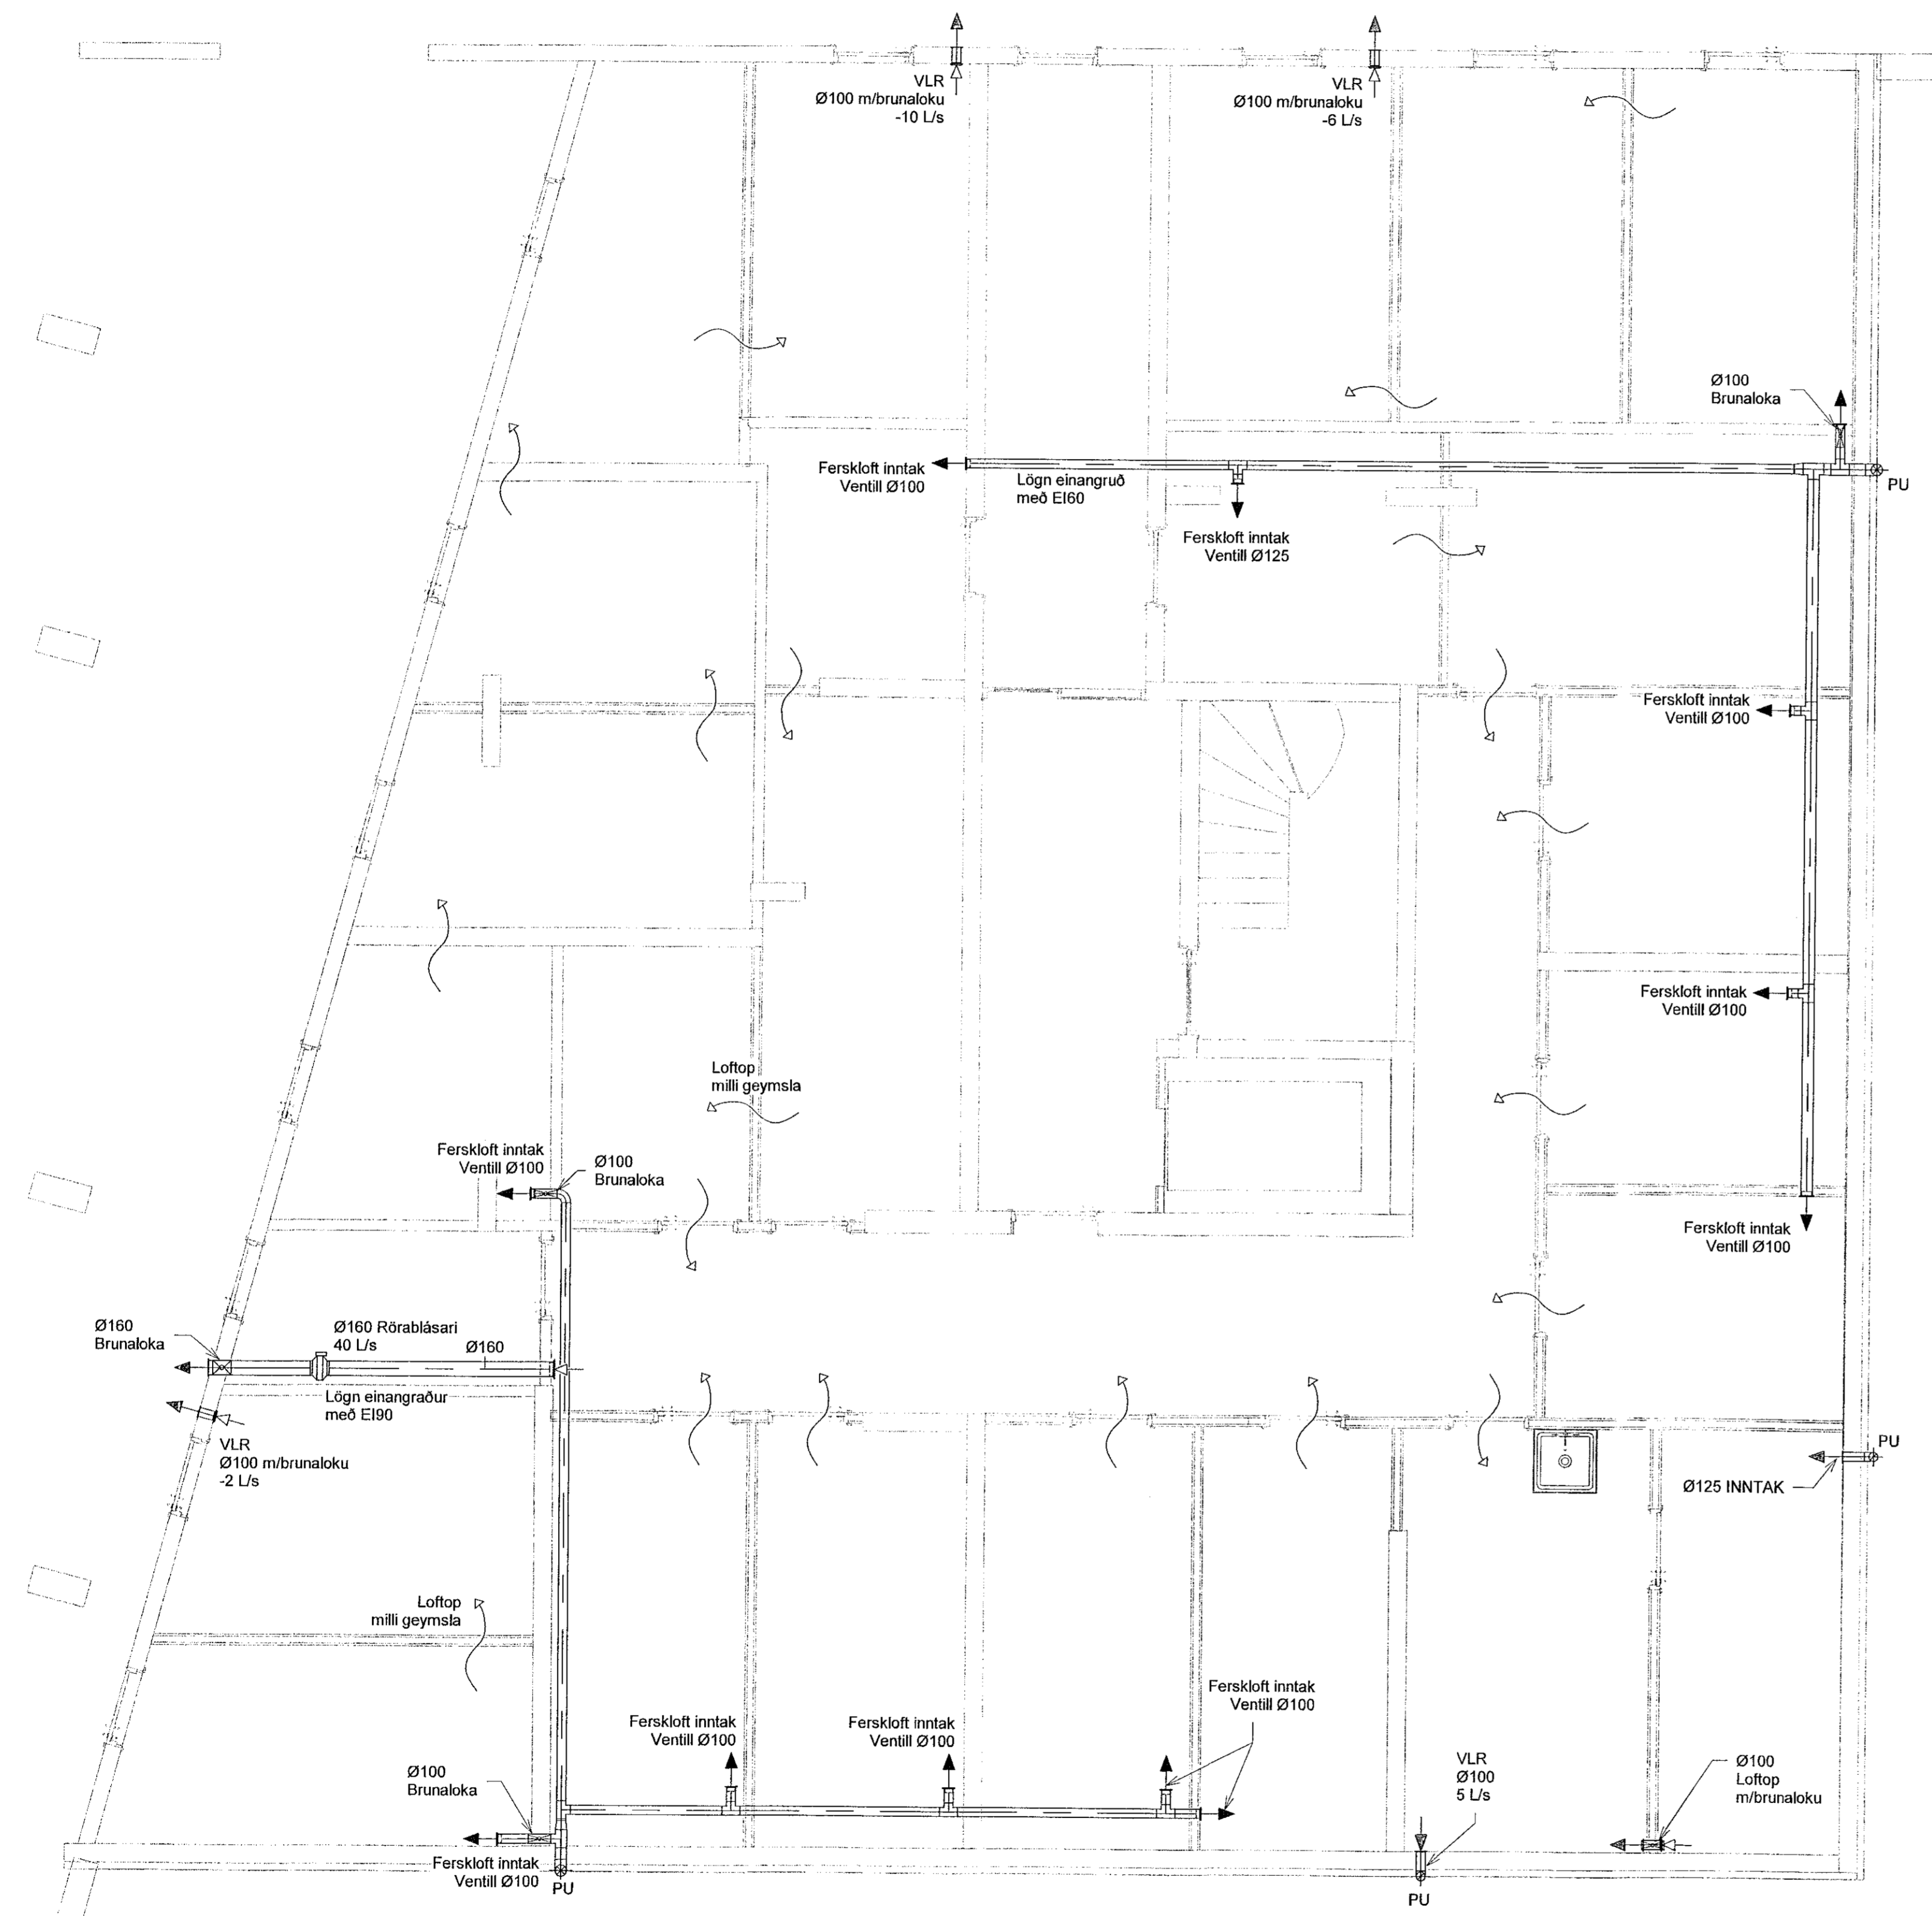 VLR
Ø100 m/brunaloku
-10 L/s
VLR
Ø100 m/brunaloku
-6 L/s
Ø100
Brunaloka
Ferskloft inntak
Ventill Ø100
Lögn einangruð
með EI60
PU
Ferskloft inntak
Ventill Ø125
Ferskloft inntak
Ventill Ø100
Ferskloft inntak
Ventill Ø100
Loftop
milli geymsla
Ferskloft inntak
Ventill Ø100
Ø100
Brunaloka
Ferskloft inntak
Ventill Ø100
Ø160
Brunaloka
Ø160 Rörablásari
40 L/s
Ø160
Lögn einangraður
með EI90
VLR
Ø100 m/brunaloku
-2 L/s
PU
Ø125 INNTAK
Loftop
milli geymsla
Ferskloft inntak
Ventill Ø100
Ferskloft inntak
Ventill Ø100
Ferskloft inntak
Ventill Ø100
Ø100
Brunaloka
VLR
Ø100
5 L/s
Ø100
Loftop
m/brunaloku
Ferskloft inntak
Ventill Ø100
PU
PU